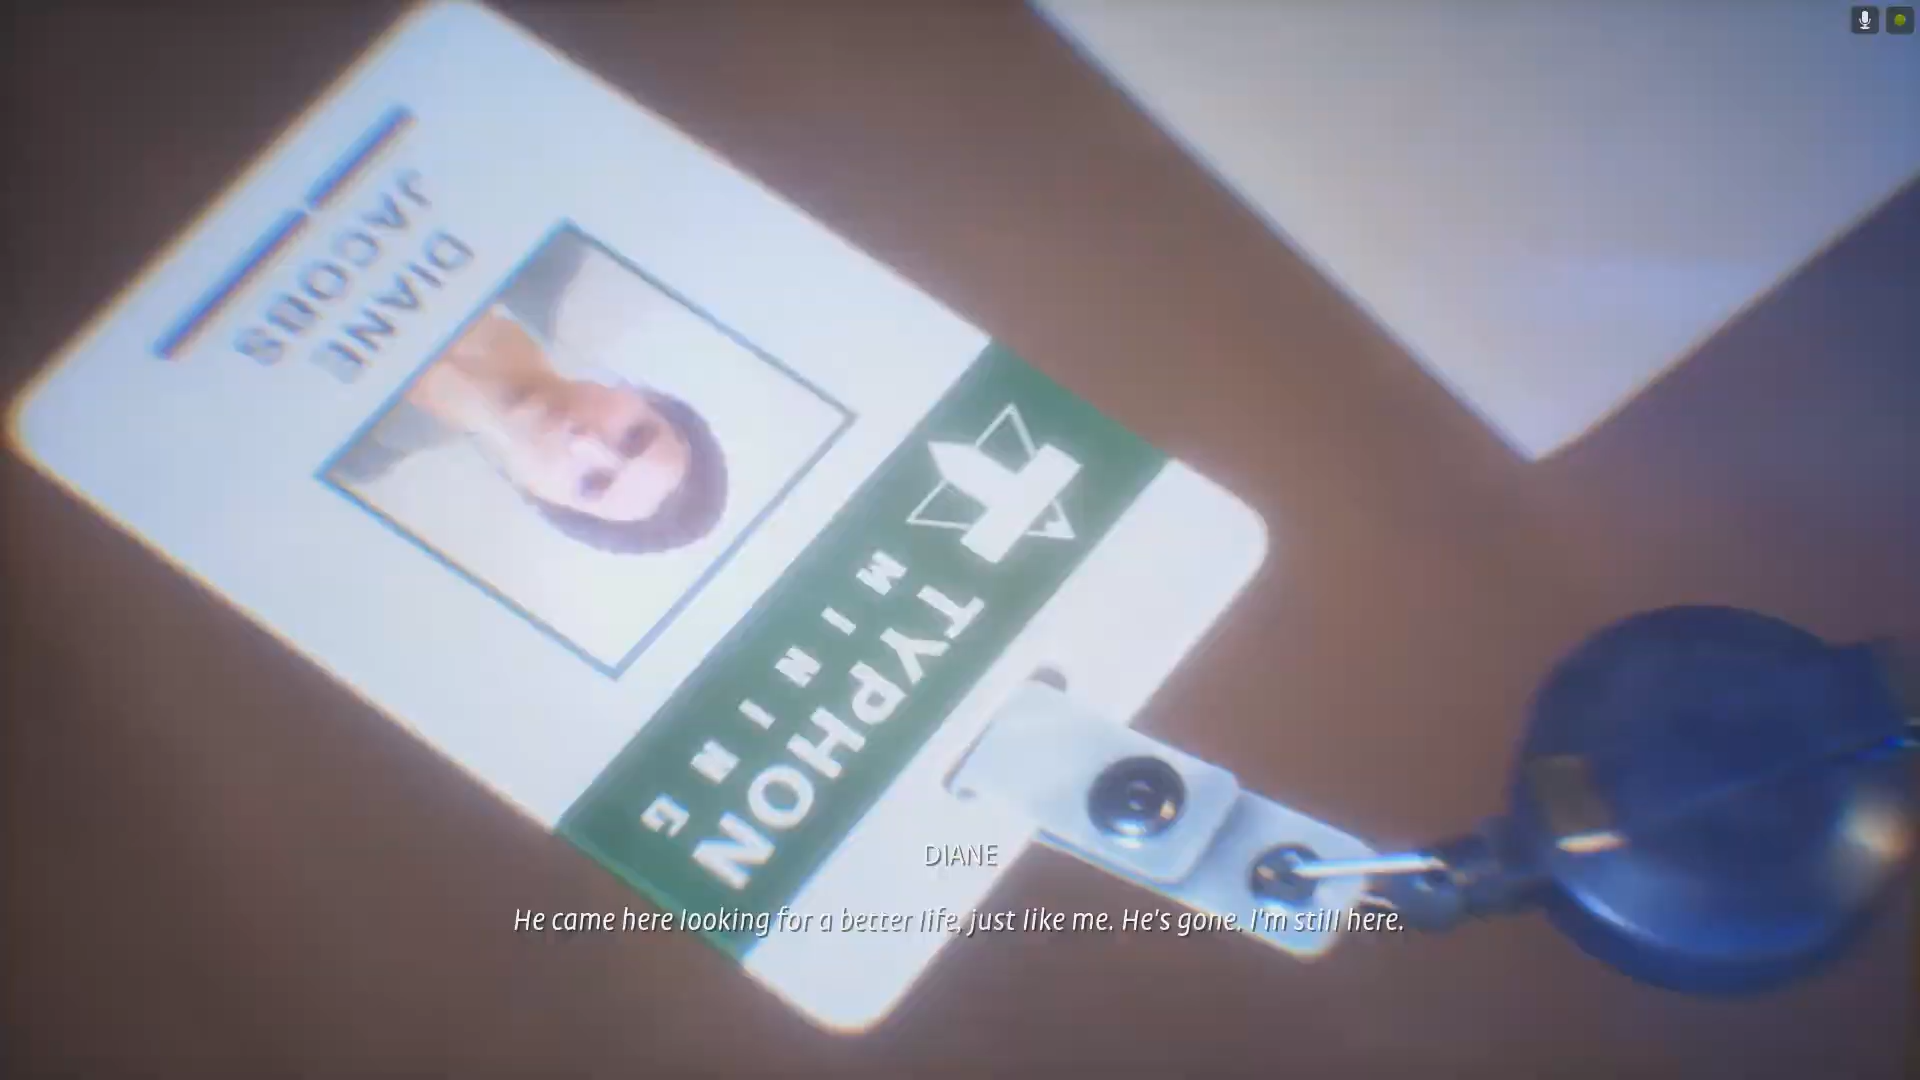 TYPHON
MINING
DIANE
JACOBS
DIANE
He came here looking for a better life, just like me. He's gone. I'm still here.